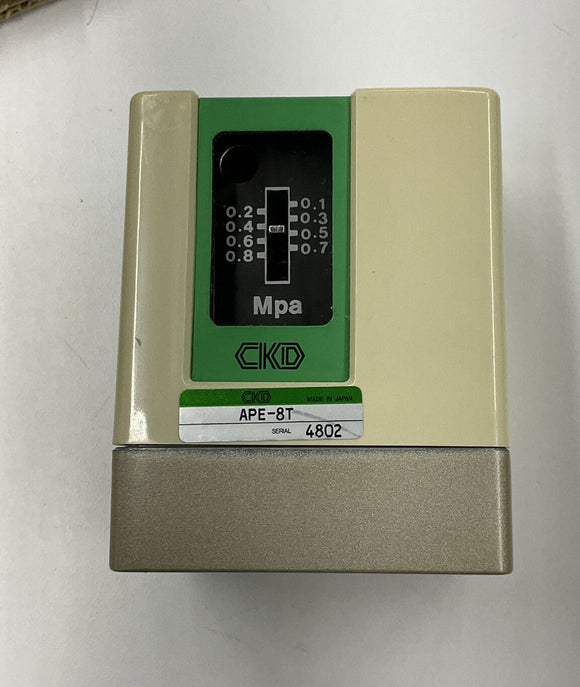 0.2 0.1
0.4 0.3
0.6 0.5
0.8 0.7
Mpa
CKD
CKD MADE IN JAPAN
APE-8T
SERIAL 4802